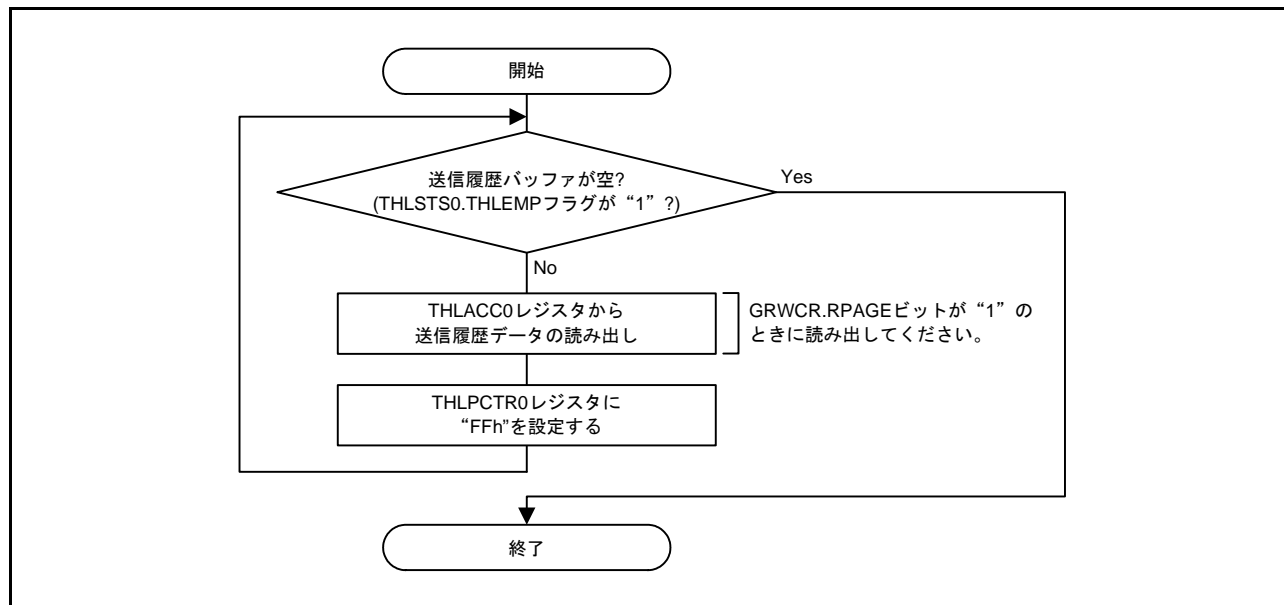 開始
送信履歴バッファが空?
(THLSTS0.THLEMPフラグが“1”?)
Yes
No
THLACC0レジスタから
送信履歴データの読み出し
GRWCR.RPAGEビットが“1”の
ときに読み出してください。
THLPCTR0レジスタに
“FFh”を設定する
終了